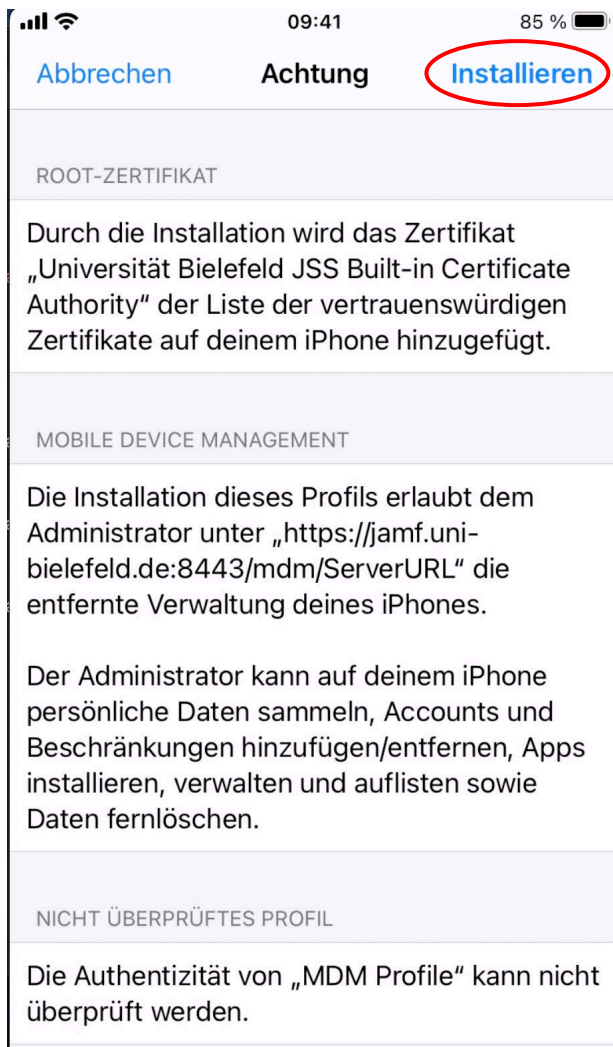 09:41
85 %
Abbrechen
Achtung
Installieren
ROOT-ZERTIFIKAT
Durch die Installation wird das Zertifikat
„Universität Bielefeld JSS Built-in Certificate
Authority“ der Liste der vertrauenswürdigen
Zertifikate auf deinem iPhone hinzugefügt.
MOBILE DEVICE MANAGEMENT
Die Installation dieses Profils erlaubt dem
Administrator unter „https://jamf.uni-
bielefeld.de:8443/mdm/ServerURL“ die
entfernte Verwaltung deines iPhones.
Der Administrator kann auf deinem iPhone
persönliche Daten sammeln, Accounts und
Beschränkungen hinzufügen/entfernen, Apps
installieren, verwalten und auflisten sowie
Daten fernlöschen.
NICHT ÜBERPRÜFTES PROFIL
Die Authentizität von „MDM Profile“ kann nicht
überprüft werden.